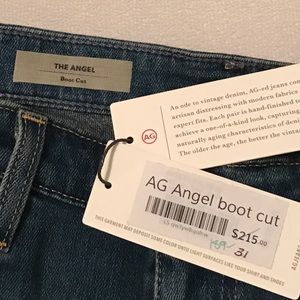 THE ANGEL
Boot Cut
An ode to vintage denim, AG-ed jeans com
artisan distressing with modern fabrics
expert fits. Each pair is hand-finished t
achieve a one-of-a-kind look, capturing
naturally aging characteristics of deni
The older the age, the better the vinta
AG
AG Angel boot cut
$215.00
31
THIS GARMENT MAY DEPOSIT SOME COLOR ONTO LIGHT SURFACES LIKE YOUR SHIRT AND SHOES
AGJEANS